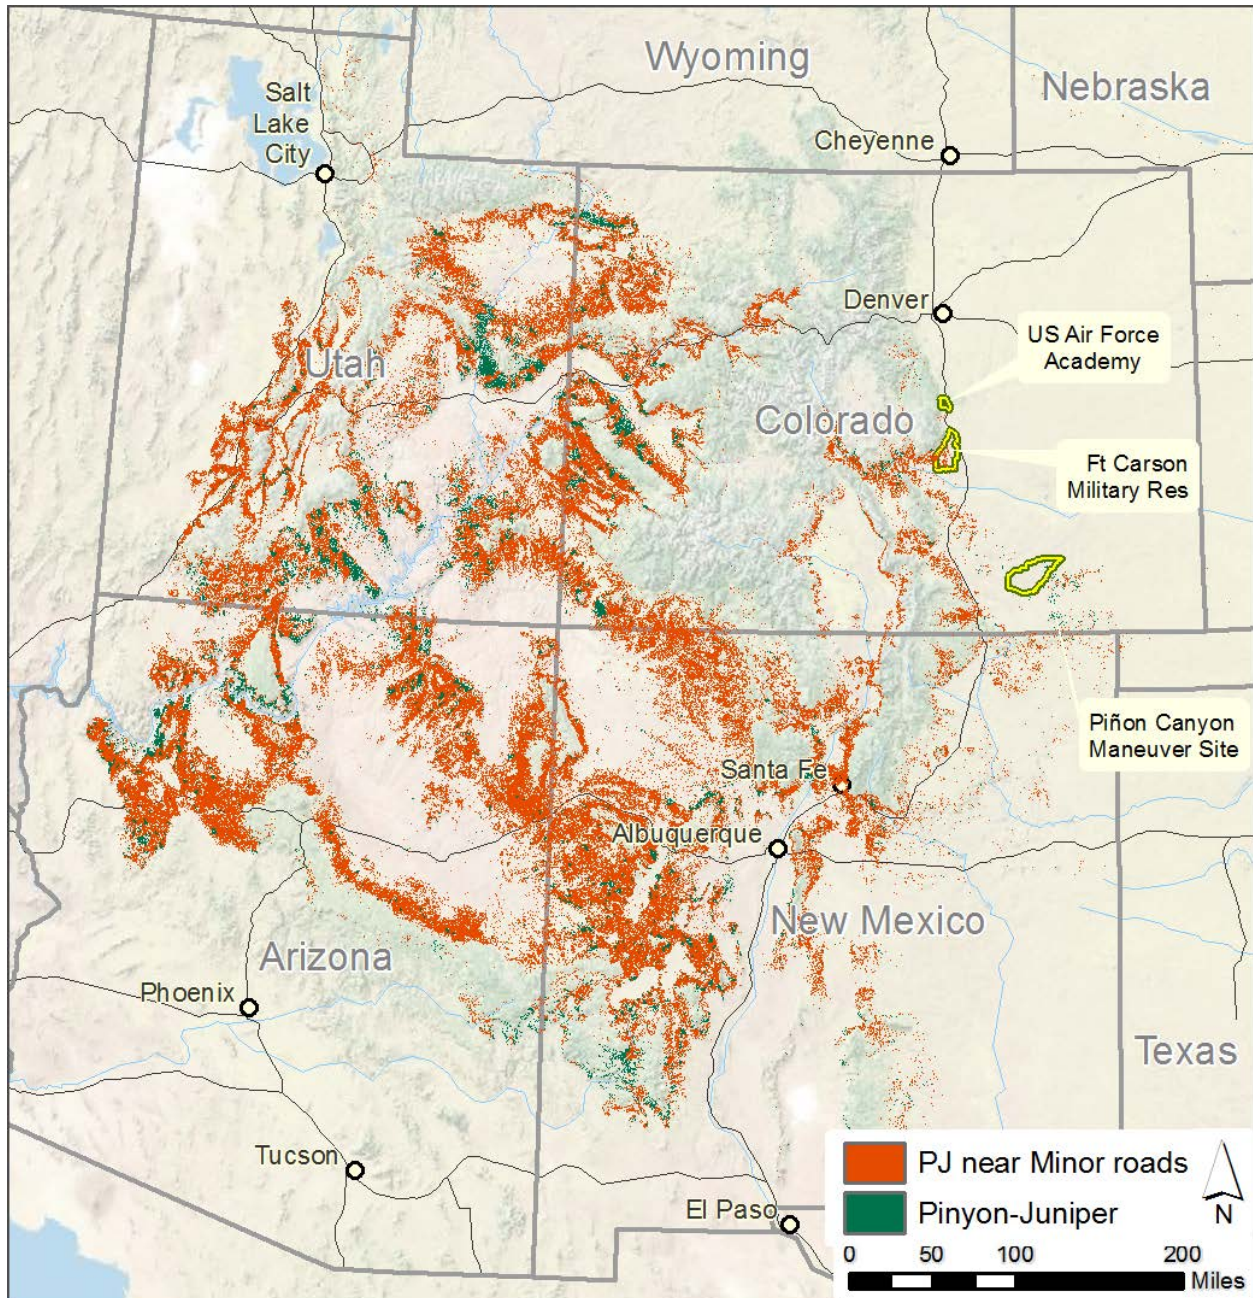 Wyoming
Nebraska
Salt
Lake
City
Cheyenne
Denver
US Air Force
Academy
Utah
Colorado
Ft Carson
Military Res
Piñon Canyon
Maneuver Site
Santa Fe
Albuquerque
New Mexico
Arizona
Phoenix
Texas
Tucson
El Paso
PJ near Minor roads
Pinyon-Juniper
N
0 50 100 200
Miles